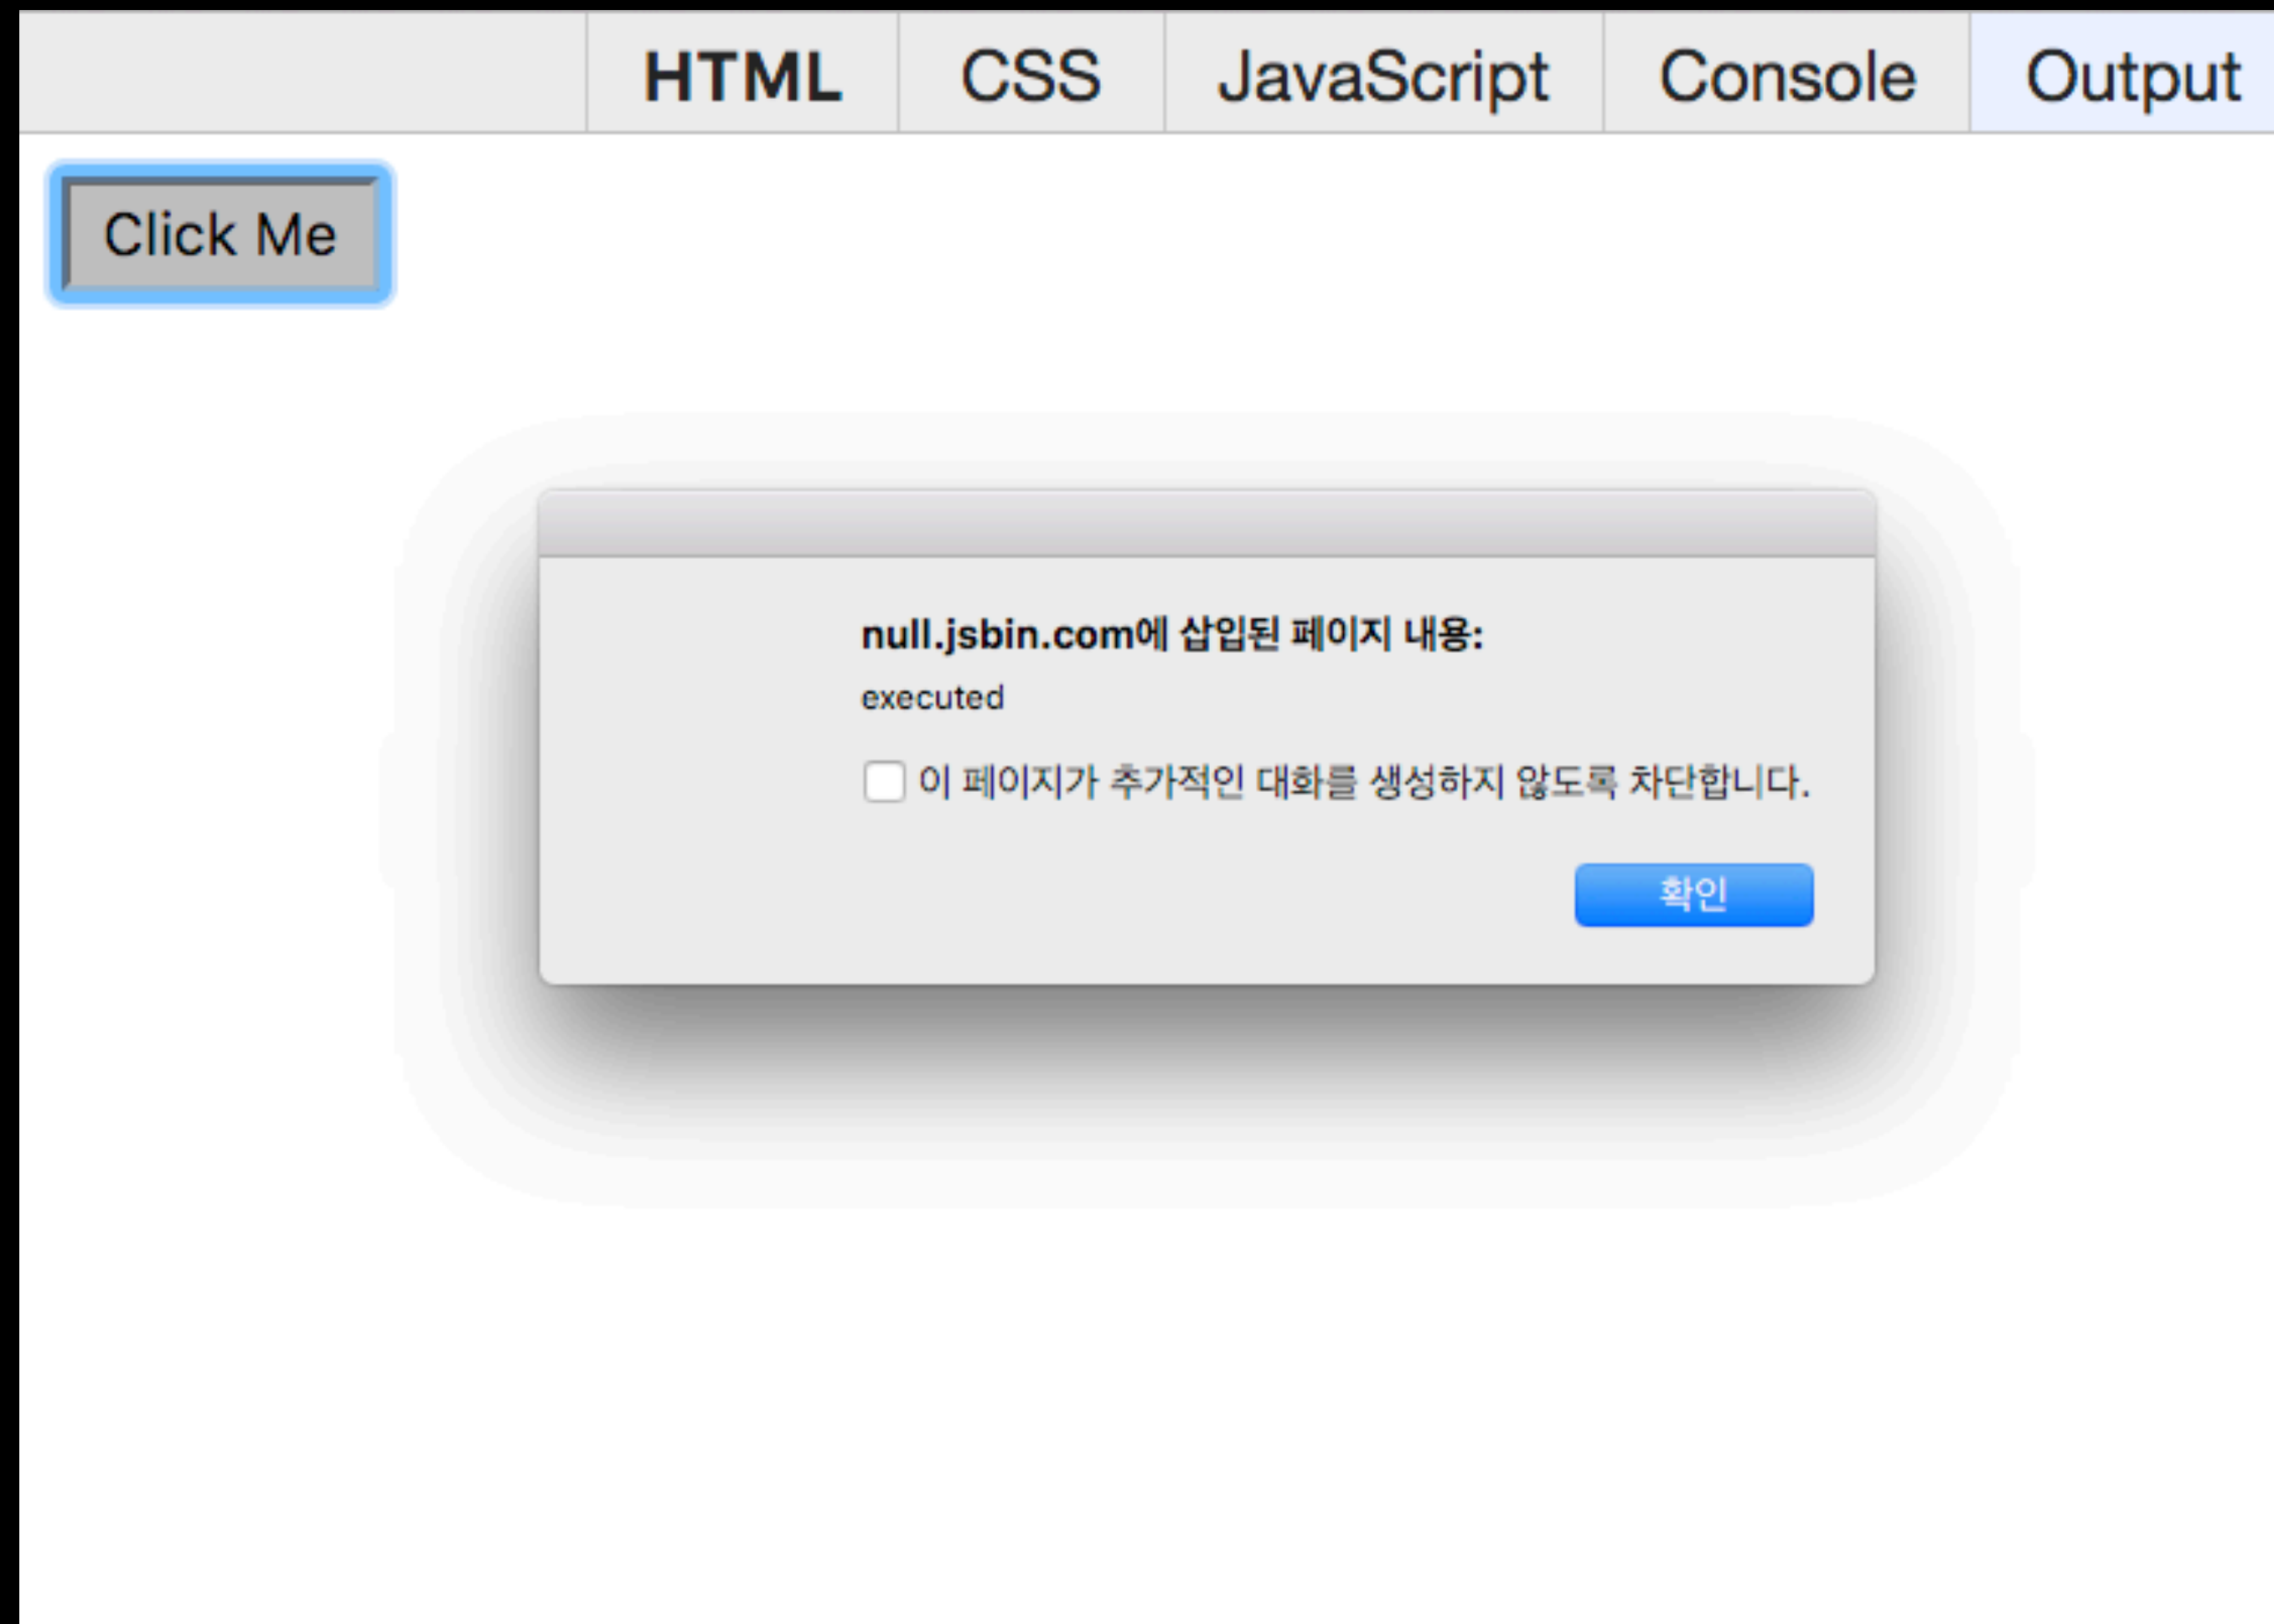 HTML CSS JavaScript Console Output
Click Me
null.jsbin.com에 삽입된 페이지 내용:
executed
이 페이지가 추가적인 대화를 생성하지 않도록 차단합니다.
확인